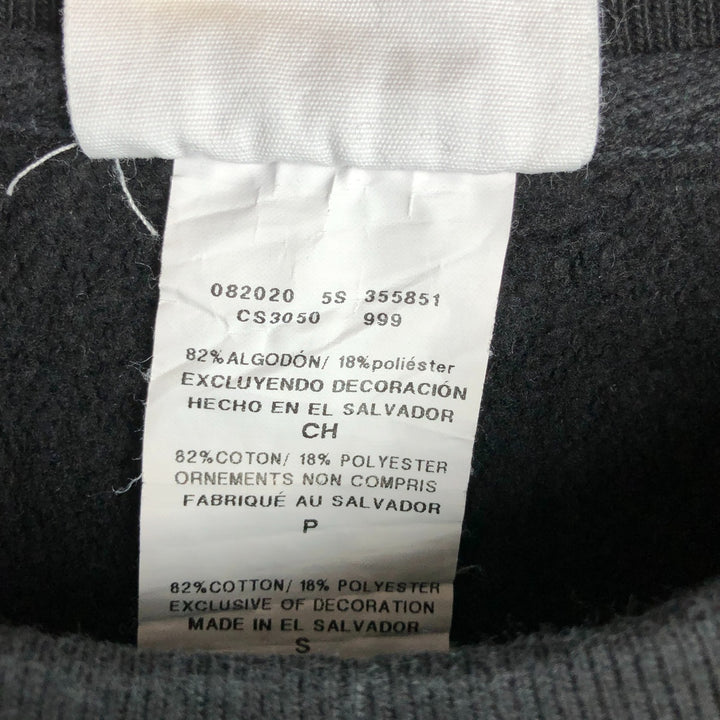 082020 5S 355851
CS3050 999
82%ALGODÓN/ 18%poliéster
EXCLUYENDO DECORACIÓN
HECHO EN EL SALVADOR
CH
82%COTON/ 18% POLYESTER
ORNEMENTS NON COMPRIS
FABRIQUÉ AU SALVADOR
P
82%COTTON/ 18% POLYESTER
EXCLUSIVE OF DECORATION
MADE IN EL SALVADOR
S